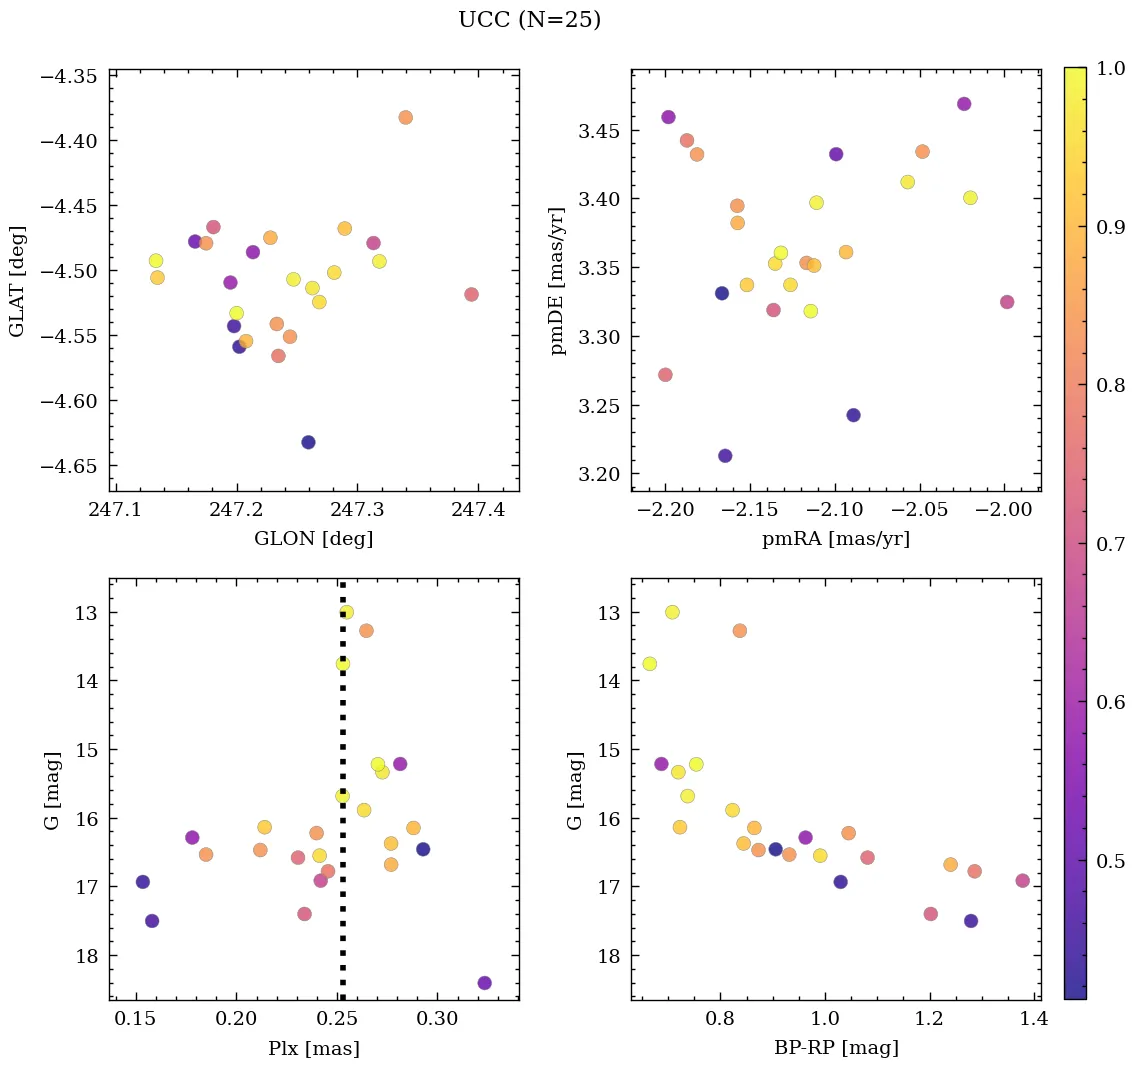 UCC (N=25)
−4.35
−4.40
−4.45
−4.50
−4.55
−4.60
−4.65
GLAT [deg]
247.1 247.2 247.3 247.4
GLON [deg]
3.45
3.40
3.35
3.30
3.25
3.20
pmDE [mas/yr]
−2.20 −2.15 −2.10 −2.05 −2.00
pmRA [mas/yr]
13
14
15
16
17
18
G [mag]
0.15 0.20 0.25 0.30
Plx [mas]
13
14
15
16
17
18
G [mag]
0.8 1.0 1.2 1.4
BP-RP [mag]
1.0
0.9
0.8
0.7
0.6
0.5